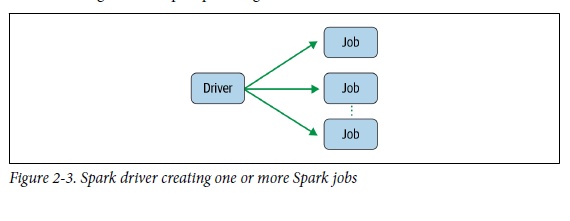 Job
Driver
Job
Job
Figure 2-3. Spark driver creating one or more Spark jobs